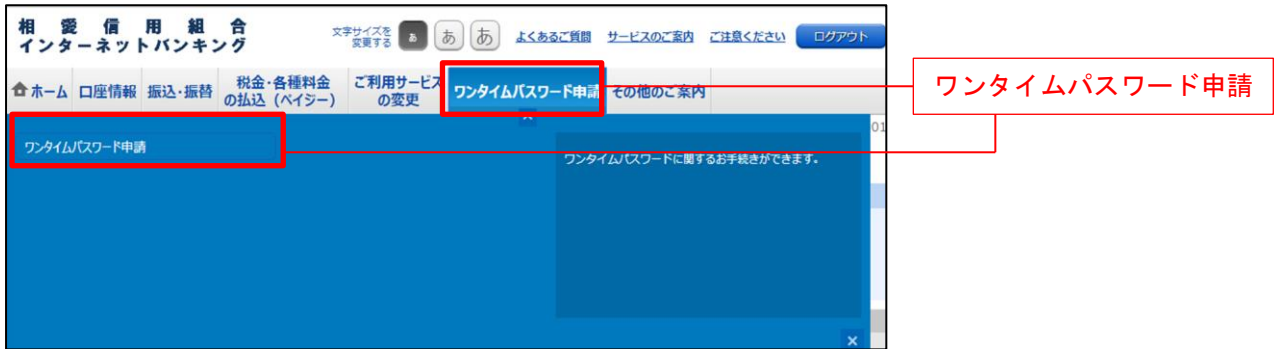 相愛信用組合
インターネットバンキング
文字サイズを
変更する
あ
あ
あ
よくあるご質問
サービスのご案内
ご注意ください
ログアウト
ホーム
口座情報
振込・振替
税金・各種料金
の払込(ペイジー)
ご利用サービス
の変更
ワンタイムパスワード申請
その他のご案内
ワンタイムパスワード申請
ワンタイムパスワード申請
ワンタイムパスワードに関するお手続きができます。
01